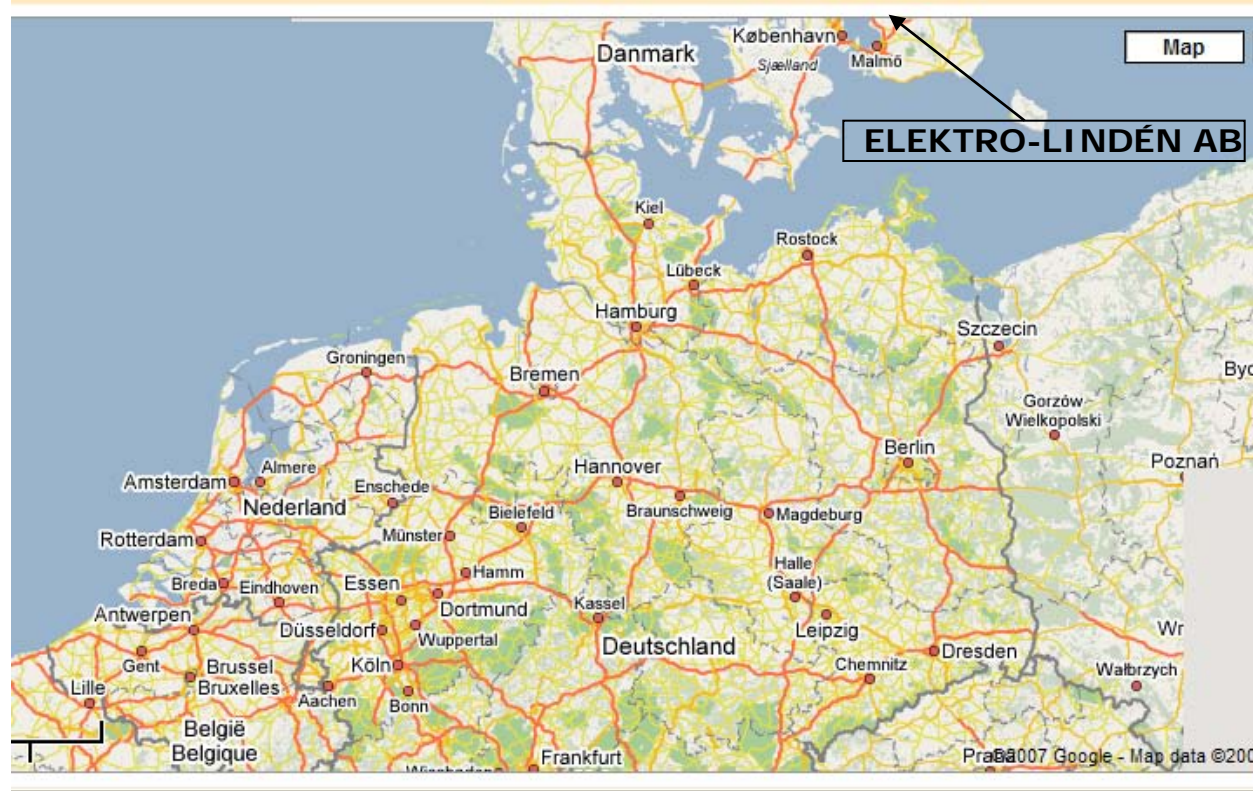 København
Danmark
Map
Sjælland
Malmö
ELEKTRO-LINDÉN AB
Kiel
Rostock
Lübeck
Hamburg
Szczecin
Groningen
Bremen
Byd
Gorzów
Wielkopolski
Berlin
Hannover
Poznań
Almere
Amsterdam
Enschede
Nederland
Bielefeld
Braunschweig
Magdeburg
Münster
Rotterdam
Halle
(Saale)
Hamm
Breda
Eindhoven
Essen
Kassel
Dortmund
Antwerpen
Düsseldorf
Wuppertal
Leipzig
Wr
Deutschland
Dresden
Gent
Brussel
Bruxelles
Köln
Chemnitz
Wałbrzych
Lille
Aachen
Bonn
België
Belgique
Frankfurt
©2007 Google - Map data ©200